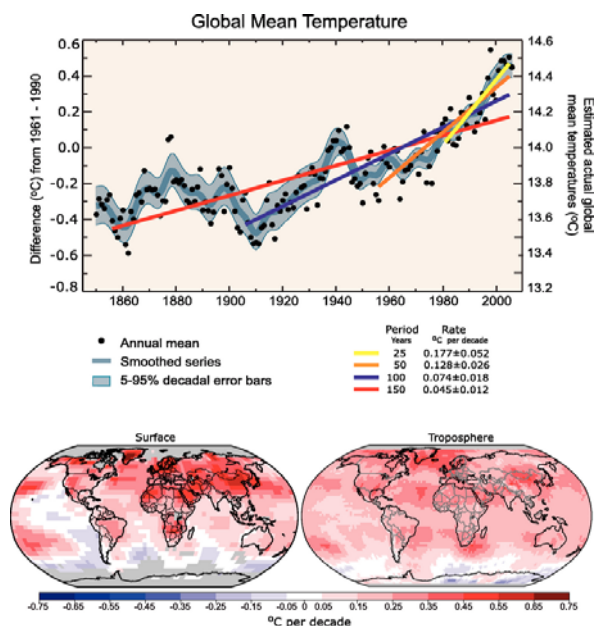 Global Mean Temperature
0.6
0.4
0.2
0.0
-0.2
-0.4
-0.6
-0.8
Difference (ºC) from 1961 - 1990
14.6
14.4
14.2
14.0
13.8
13.6
13.4
13.2
Estimated actual global
mean temperatures (ºC)
1860 1880 1900 1920 1940 1960 1980 2000
Annual mean
Smoothed series
5-95% decadal error bars
Period Rate
Years ºC per decade
25 0.177±0.052
50 0.128±0.026
100 0.074±0.018
150 0.045±0.012
Surface Troposphere
-0.75 -0.65 -0.55 -0.45 -0.35 -0.25 -0.15 -0.05 0 0.05 0.15 0.25 0.35 0.45 0.55 0.65 0.75
ºC per decade